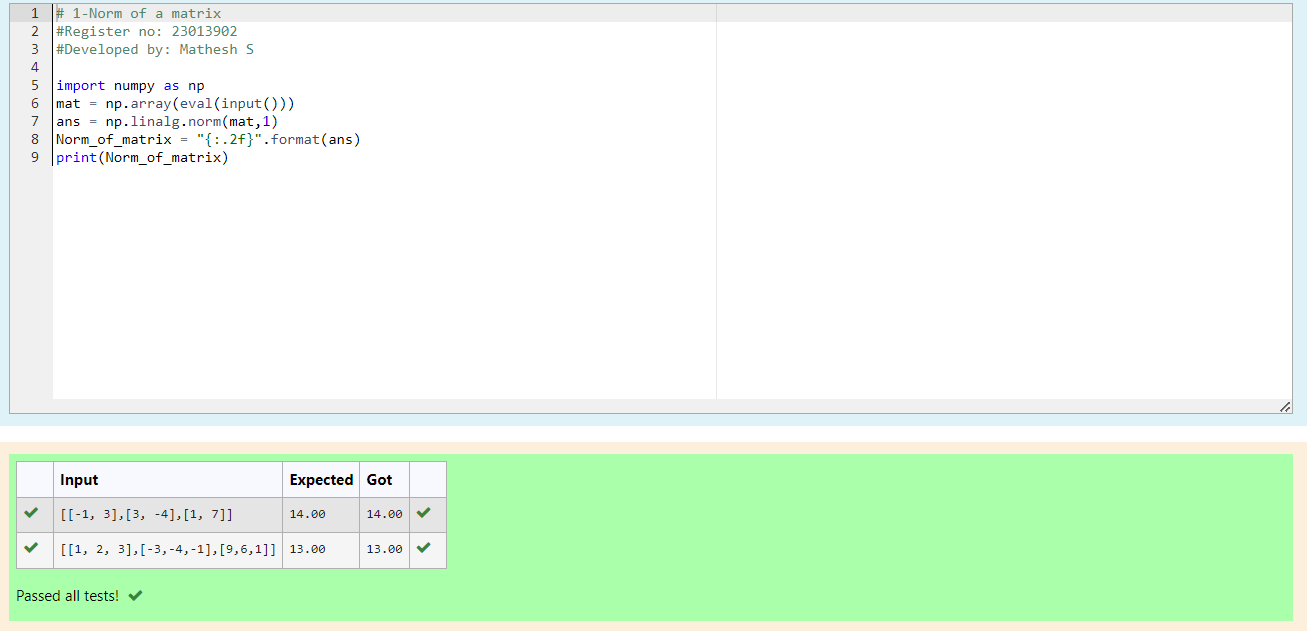 1 # 1-Norm of a matrix
2 #Register no: 23013902
3 #Developed by: Mathesh S
4
5 import numpy as np
6 mat = np.array(eval(input()))
7 ans = np.linalg.norm(mat,1)
8 Norm_of_matrix = "{:.2f}".format(ans)
9 print(Norm_of_matrix)
Input Expected Got
[[-1, 3],[3, -4],[1, 7]] 14.00 14.00
[[1, 2, 3],[-3,-4,-1],[9,6,1]] 13.00 13.00
Passed all tests!